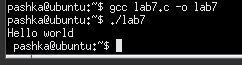 pashka@ubuntu:~$ gcc lab7.c -o lab7
pashka@ubuntu:~$ ./lab7
Hello world
pashka@ubuntu:~$